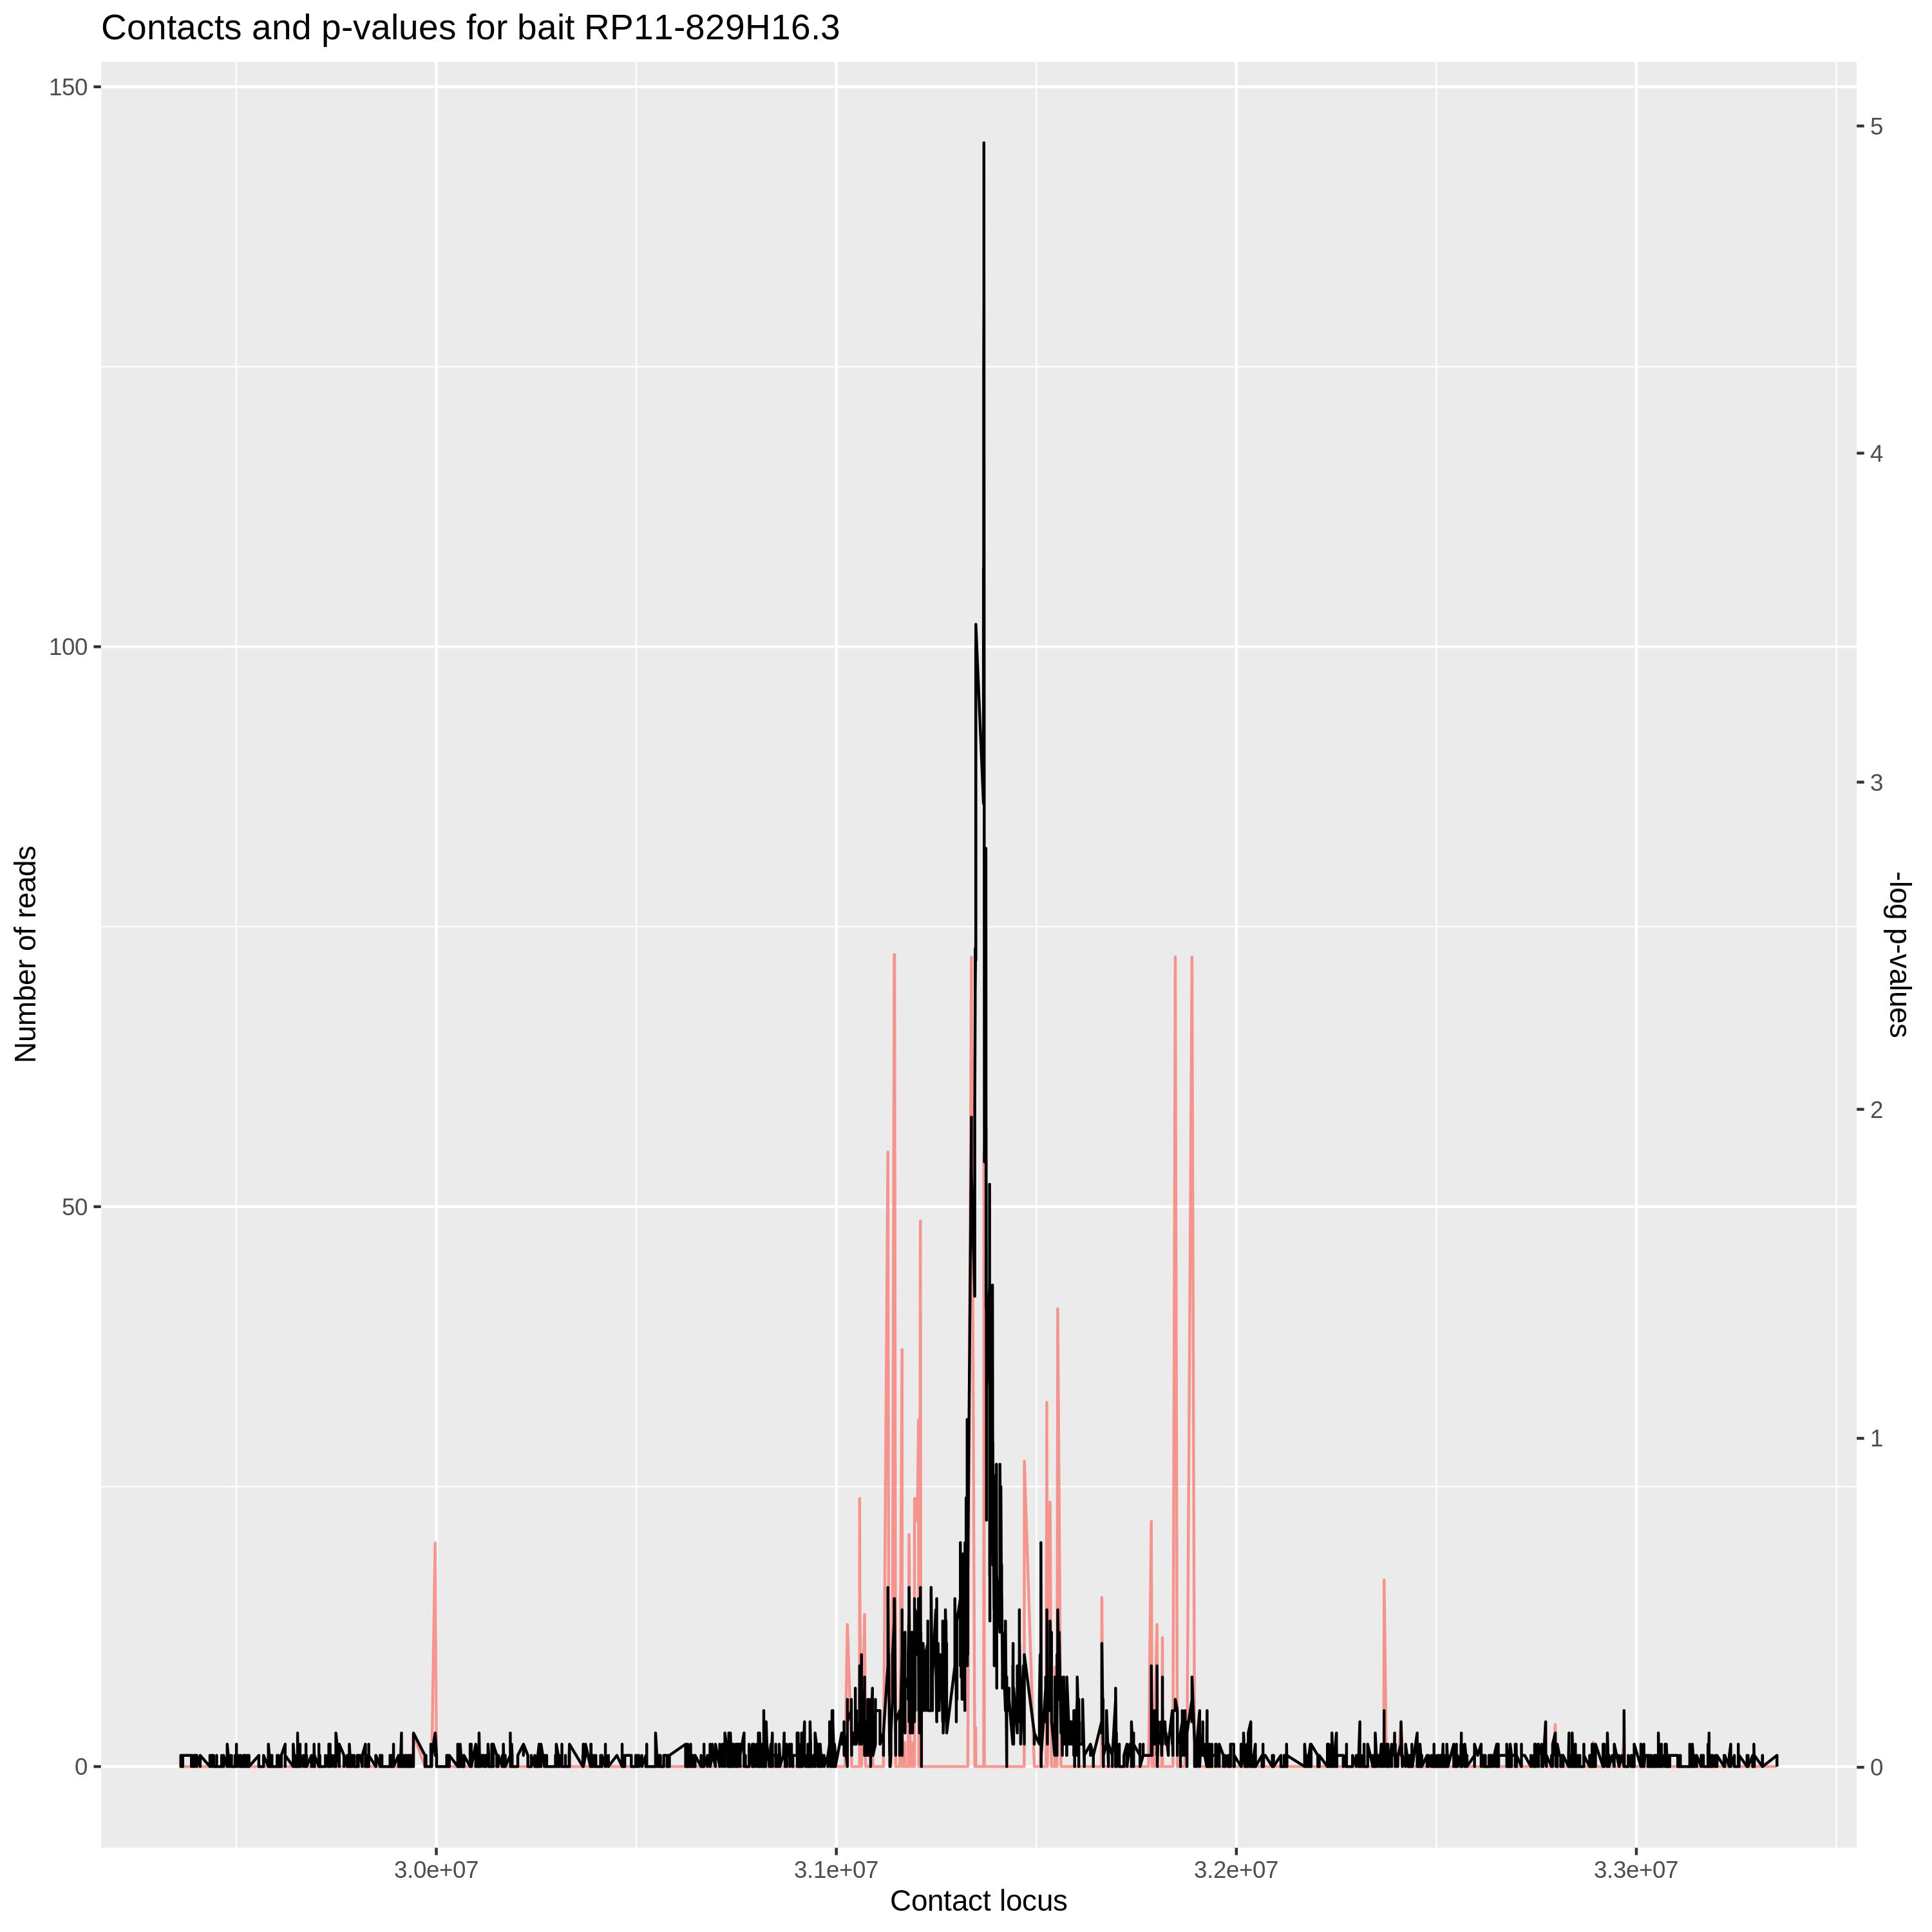 Contacts and p-values for bait RP11-829H16.3
150
100
50
0
Number of reads
5
4
3
2
1
0
-log p-values
3.0e+07 3.1e+07 3.2e+07 3.3e+07
Contact locus